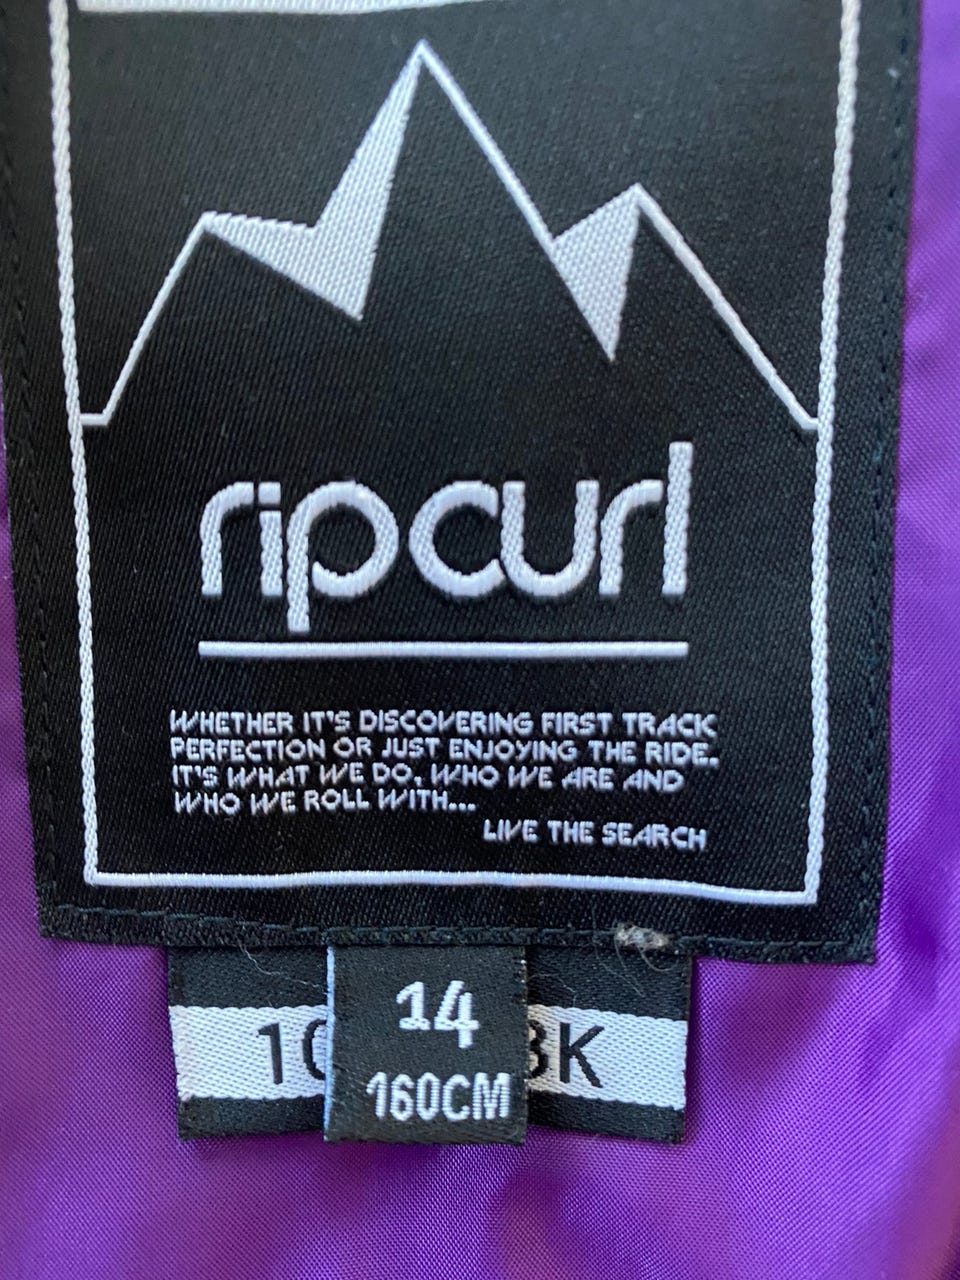 ripcurl
WHETHER IT'S DISCOVERING FIRST TRACK
PERFECTION OR JUST ENJOYING THE RIDE.
IT'S WHAT WE DO, WHO WE ARE AND
WHO WE ROLL WITH...
LIVE THE SEARCH
14
160CM